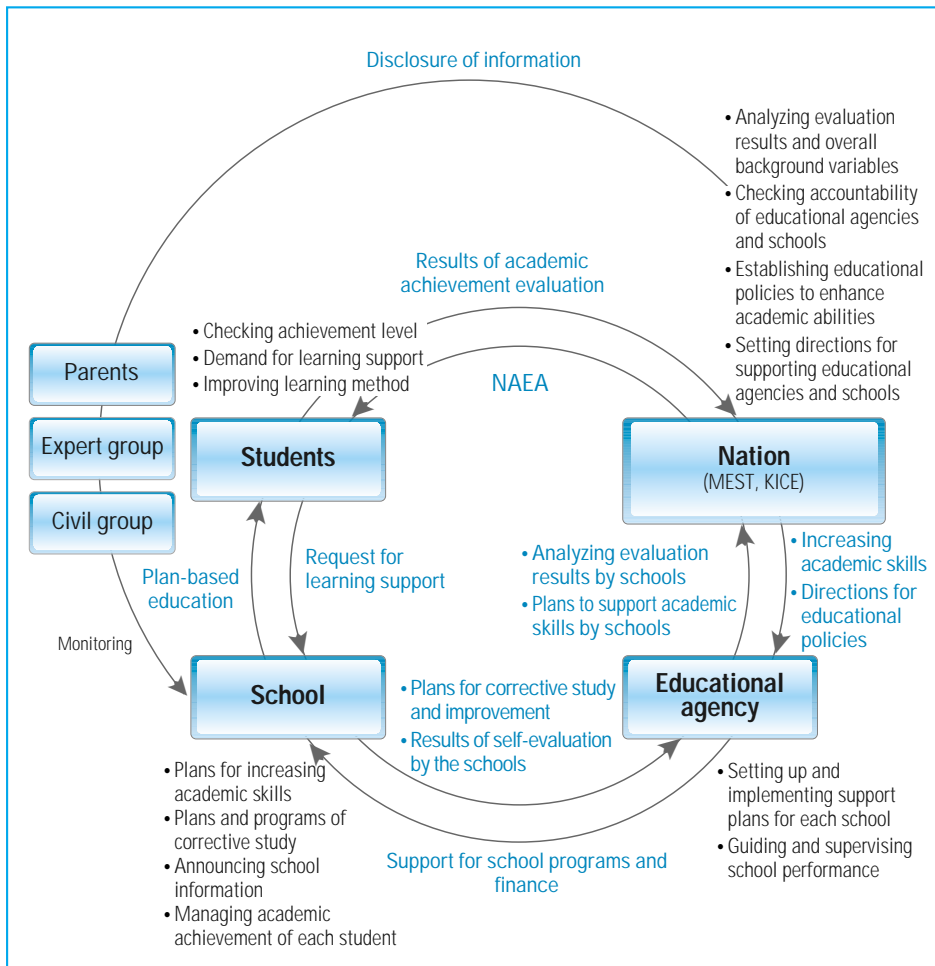 Disclosure of information
• Analyzing evaluation
results and overall
background variables
• Checking accountability
of educational agencies
and schools
• Establishing educational
policies to enhance
academic abilities
• Setting directions for
supporting educational
agencies and schools
Results of academic
achievement evaluation
• Checking achievement level
• Demand for learning support
• Improving learning method
NAEA
Parents
Expert group
Civil group
Students
Nation
(MEST, KICE)
Plan-based
education
Request for
learning support
• Analyzing evaluation
results by schools
• Plans to support academic
skills by schools
• Increasing
academic skills
• Directions for
educational
policies
Monitoring
School
• Plans for corrective study
and improvement
• Results of self-evaluation
by the schools
Educational
agency
• Plans for increasing
academic skills
• Plans and programs of
corrective study
• Announcing school
information
• Managing academic
achievement of each student
Support for school programs and
finance
• Setting up and
implementing support
plans for each school
• Guiding and supervising
school performance